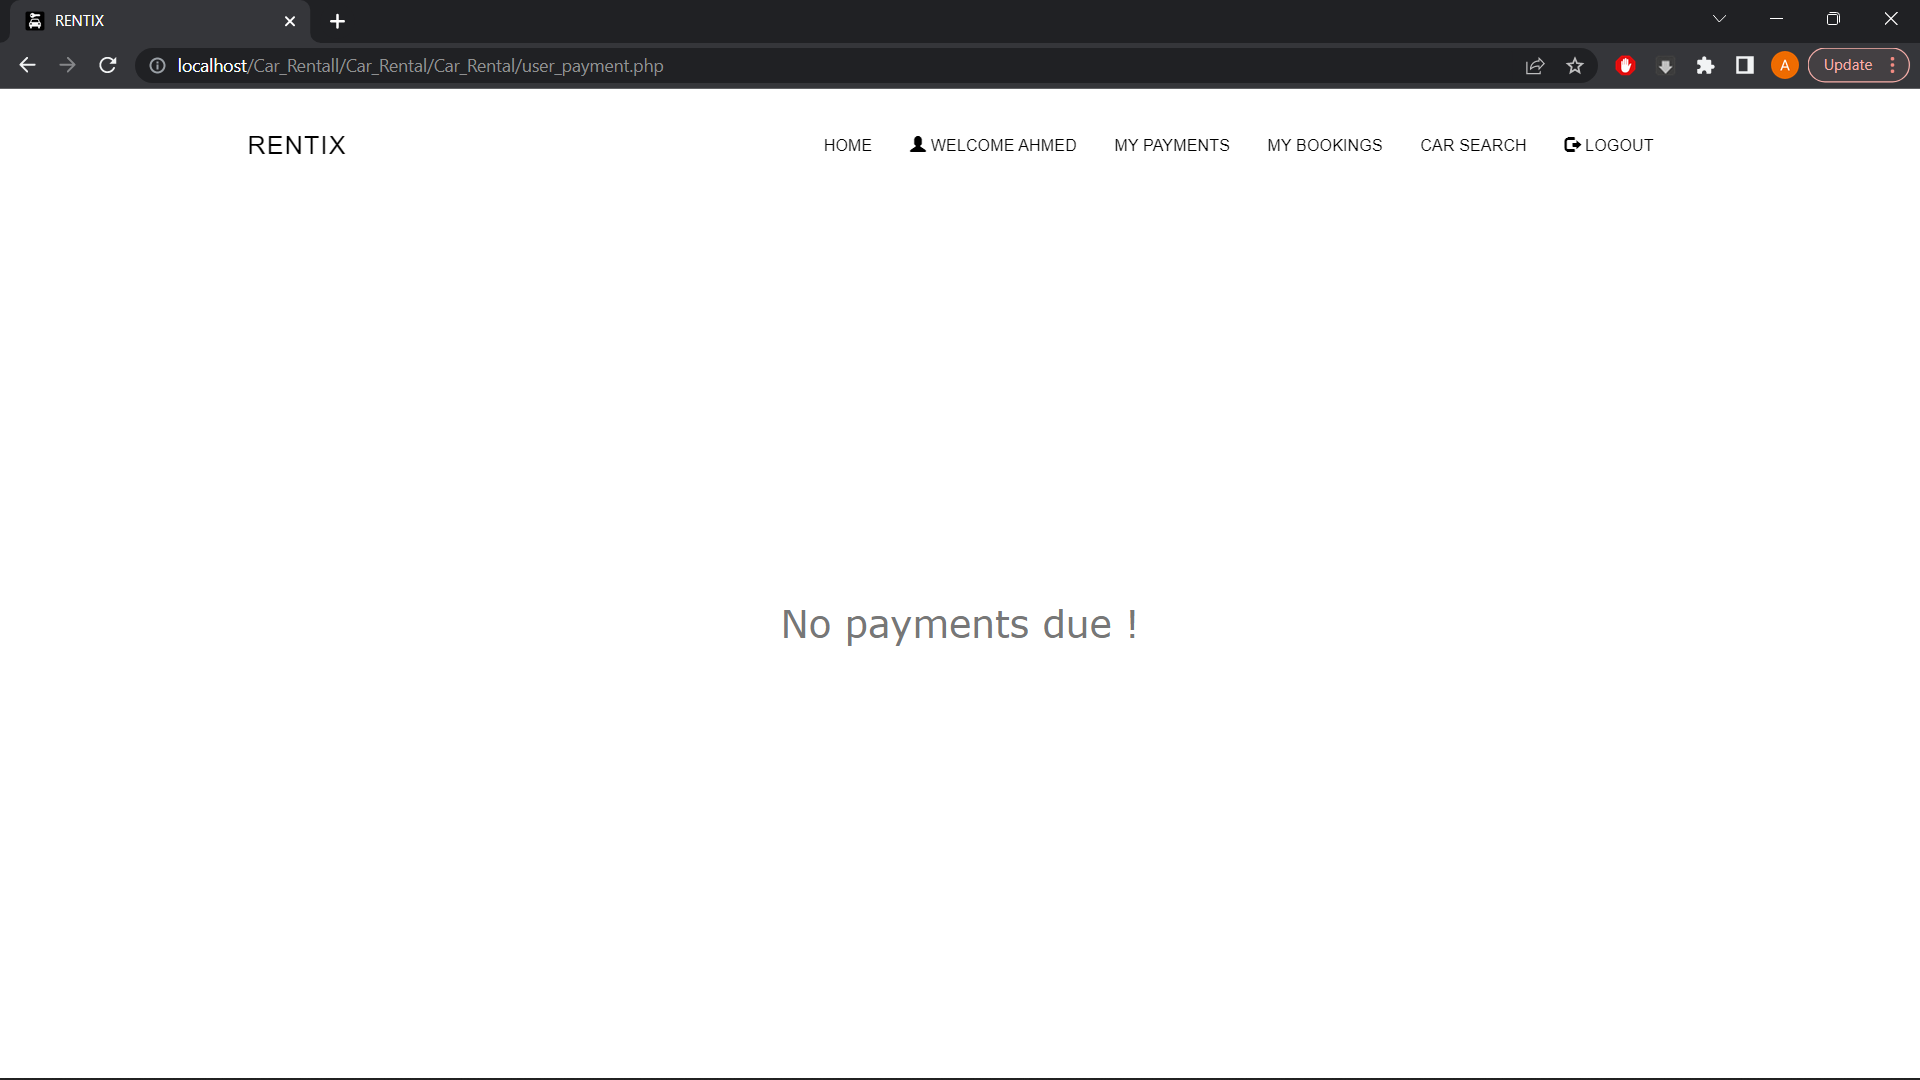 RENTIX
localhost/Car_Rentall/Car_Rental/Car_Rental/user_payment.php
A
Update
RENTIX
HOME
WELCOME AHMED
MY PAYMENTS
MY BOOKINGS
CAR SEARCH
LOGOUT
No payments due !